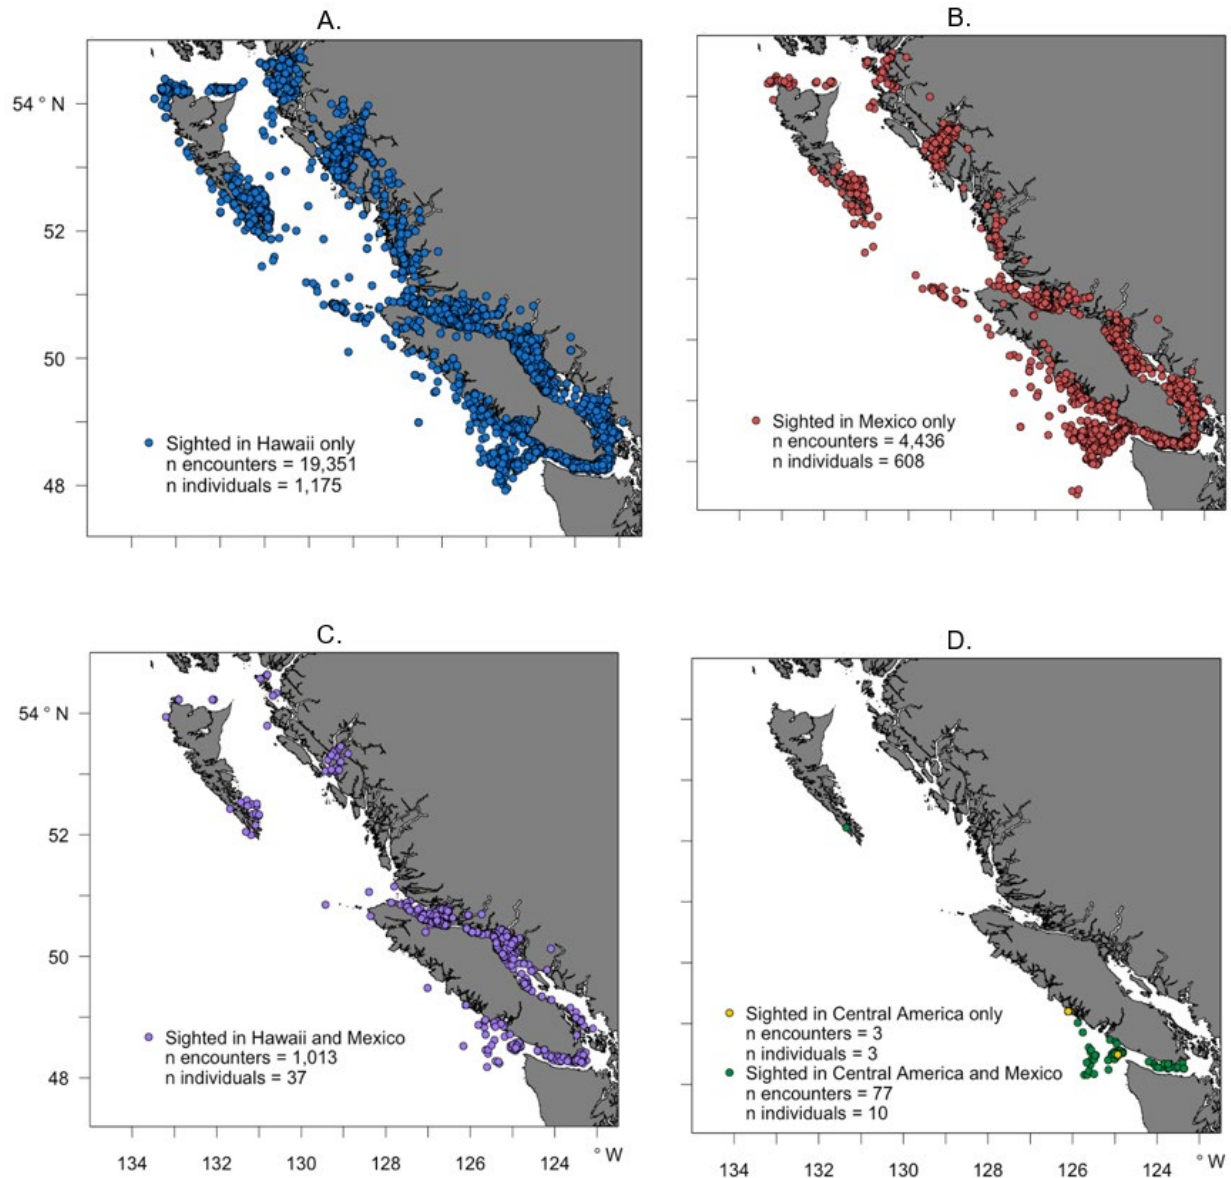 A.
B.
54 ° N
52
50
48
Sighted in Hawaii only
n encounters = 19,351
n individuals = 1,175
Sighted in Mexico only
n encounters = 4,436
n individuals = 608
C.
D.
54 ° N
52
50
48
Sighted in Hawaii and Mexico
n encounters = 1,013
n individuals = 37
Sighted in Central America only
n encounters = 3
n individuals = 3
Sighted in Central America and Mexico
n encounters = 77
n individuals = 10
134 132 130 128 126 124 ° W
134 132 130 128 126 124 ° W